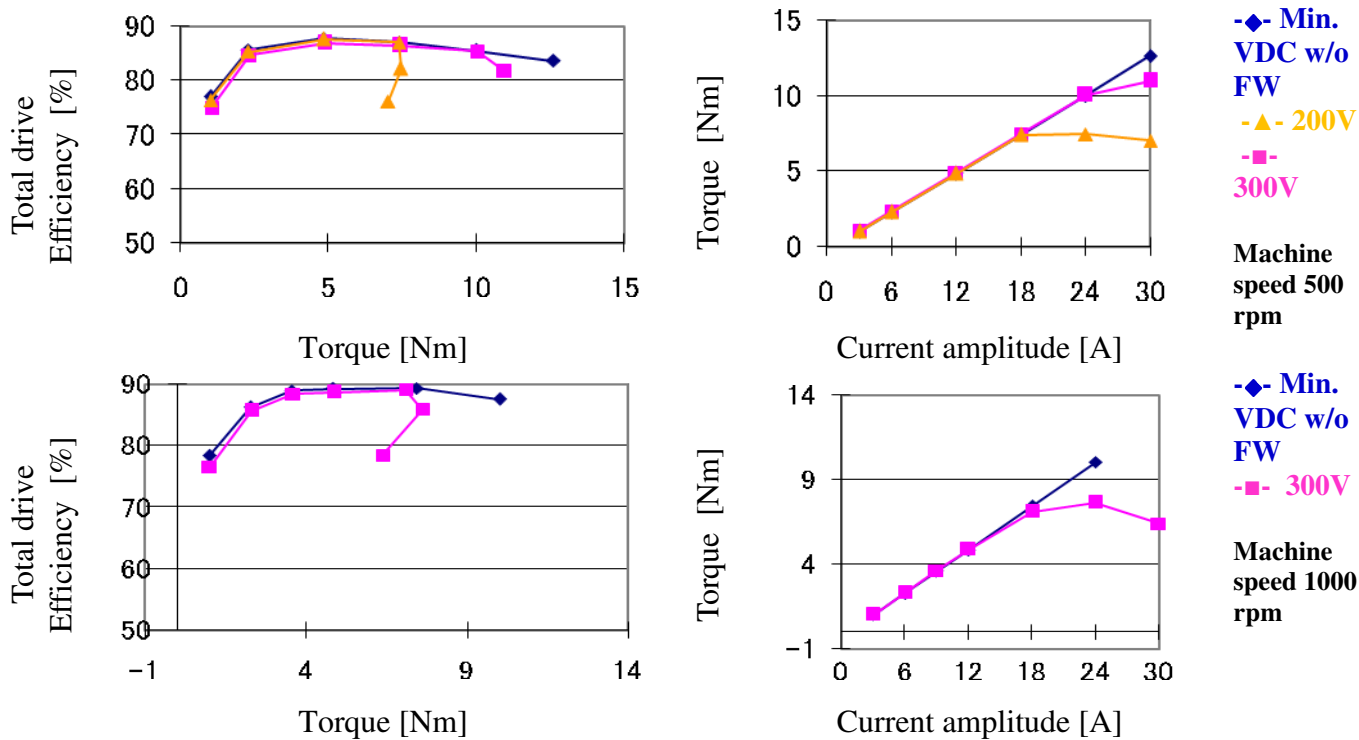 90
80
70
60
50
0
5
10
15
Total drive
Efficiency [%]
Torque [Nm]
15
10
5
0
0
6
12
18
24
30
Torque [Nm]
Current amplitude [A]
-◆- Min.
VDC w/o
FW
-▲- 200V
-■-
300V
Machine
speed 500
rpm
90
80
70
60
50
-1
4
9
14
Total drive
Efficiency [%]
Torque [Nm]
14
9
4
-1
0
6
12
18
24
30
Torque [Nm]
Current amplitude [A]
-◆- Min.
VDC w/o
FW
-■- 300V
Machine
speed 1000
rpm